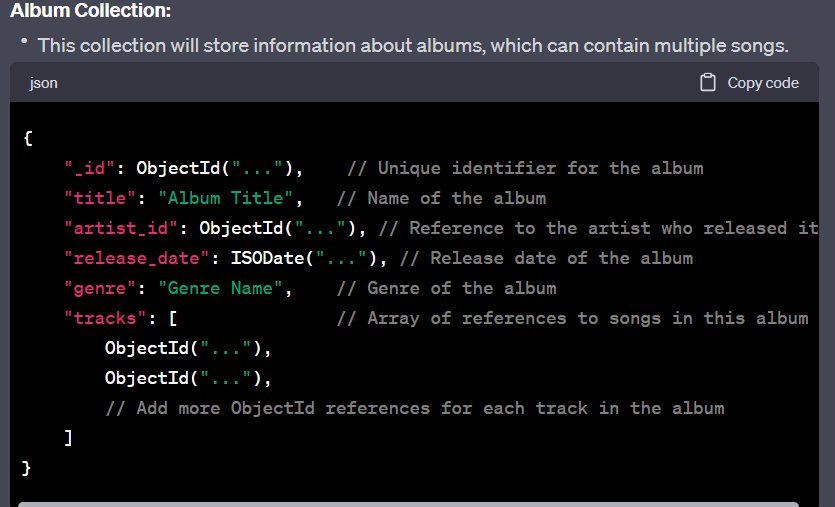 Album Collection:
• This collection will store information about albums, which can contain multiple songs.
json Copy code
{
    "_id": ObjectId("..."),    // Unique identifier for the album
    "title": "Album Title",   // Name of the album
    "artist_id": ObjectId("..."), // Reference to the artist who released it
    "release_date": ISODate("..."), // Release date of the album
    "genre": "Genre Name",    // Genre of the album
    "tracks": [               // Array of references to songs in this album
        ObjectId("..."),
        ObjectId("..."),
        // Add more ObjectId references for each track in the album
    ]
}